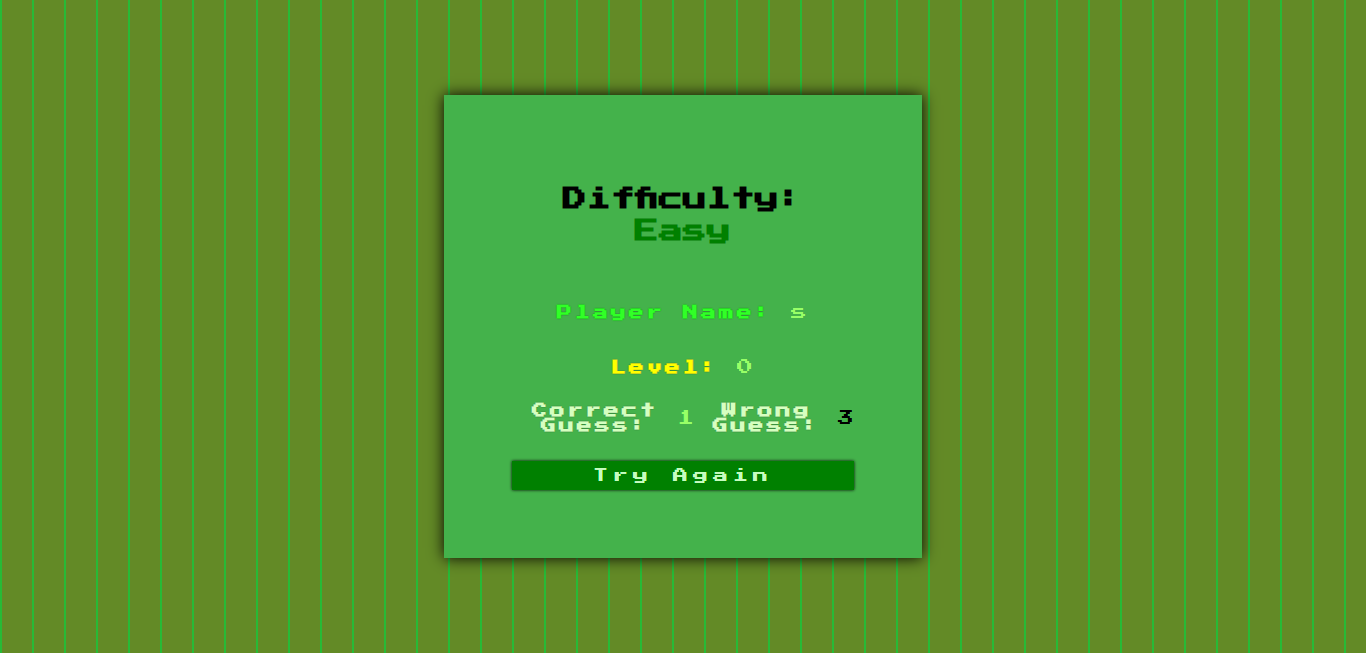 Difficulty:
Easy
Player Name: s
Level: 0
Correct Guess: 1 Wrong Guess: 3
Try Again